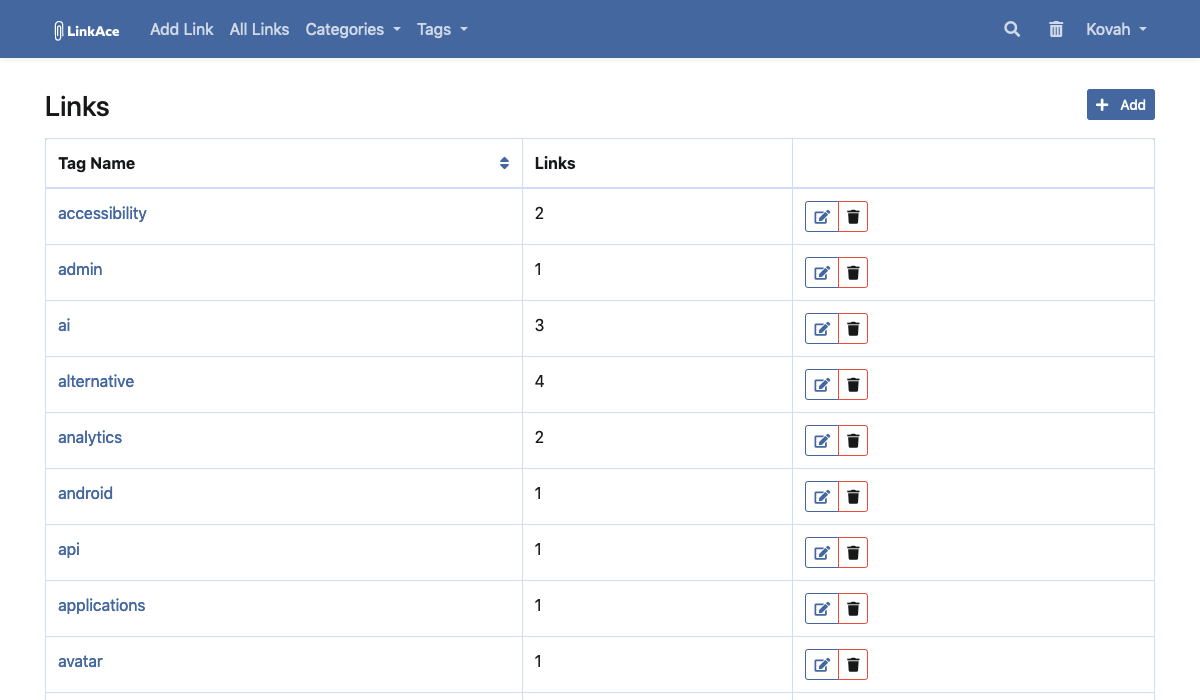 LinkAce Add Link All Links Categories Tags Kovah
Links
Add
Tag Name Links
accessibility 2
admin 1
ai 3
alternative 4
analytics 2
android 1
api 1
applications 1
avatar 1